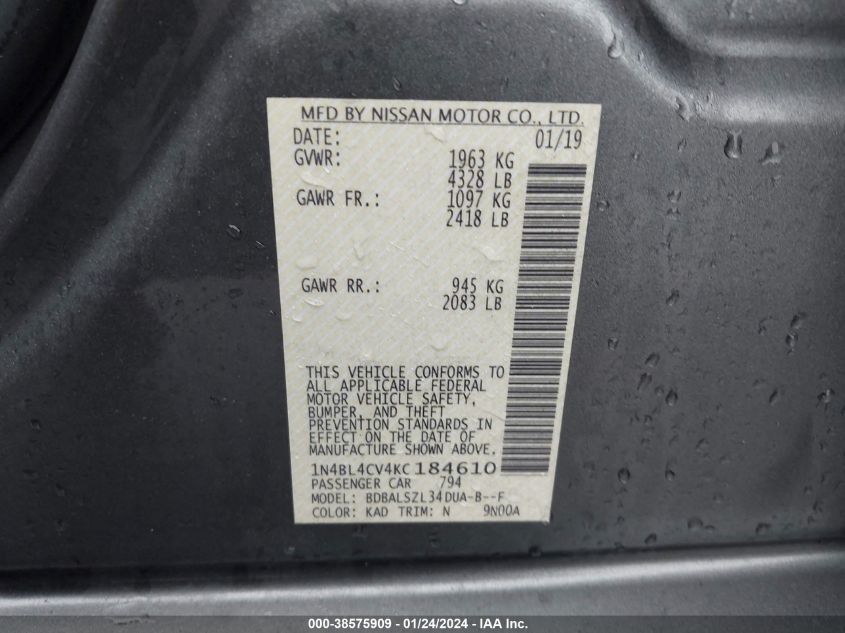 MFD BY NISSAN MOTOR CO., LTD.
DATE: 01/19
GVWR: 1963 KG
4328 LB
GAWR FR.: 1097 KG
2418 LB
GAWR RR.: 945 KG
2083 LB
THIS VEHICLE CONFORMS TO
ALL APPLICABLE FEDERAL
MOTOR VEHICLE SAFETY,
BUMPER, AND THEFT
PREVENTION STANDARDS IN
EFFECT ON THE DATE OF
MANUFACTURE SHOWN ABOVE.
1N4BL4CV4KC184610
PASSENGER CAR 794
MODEL: BDBALSZL34DUA-B--F
COLOR: KAD TRIM: N 9N00A
000-38575909 - 01/24/2024 - IAA Inc.